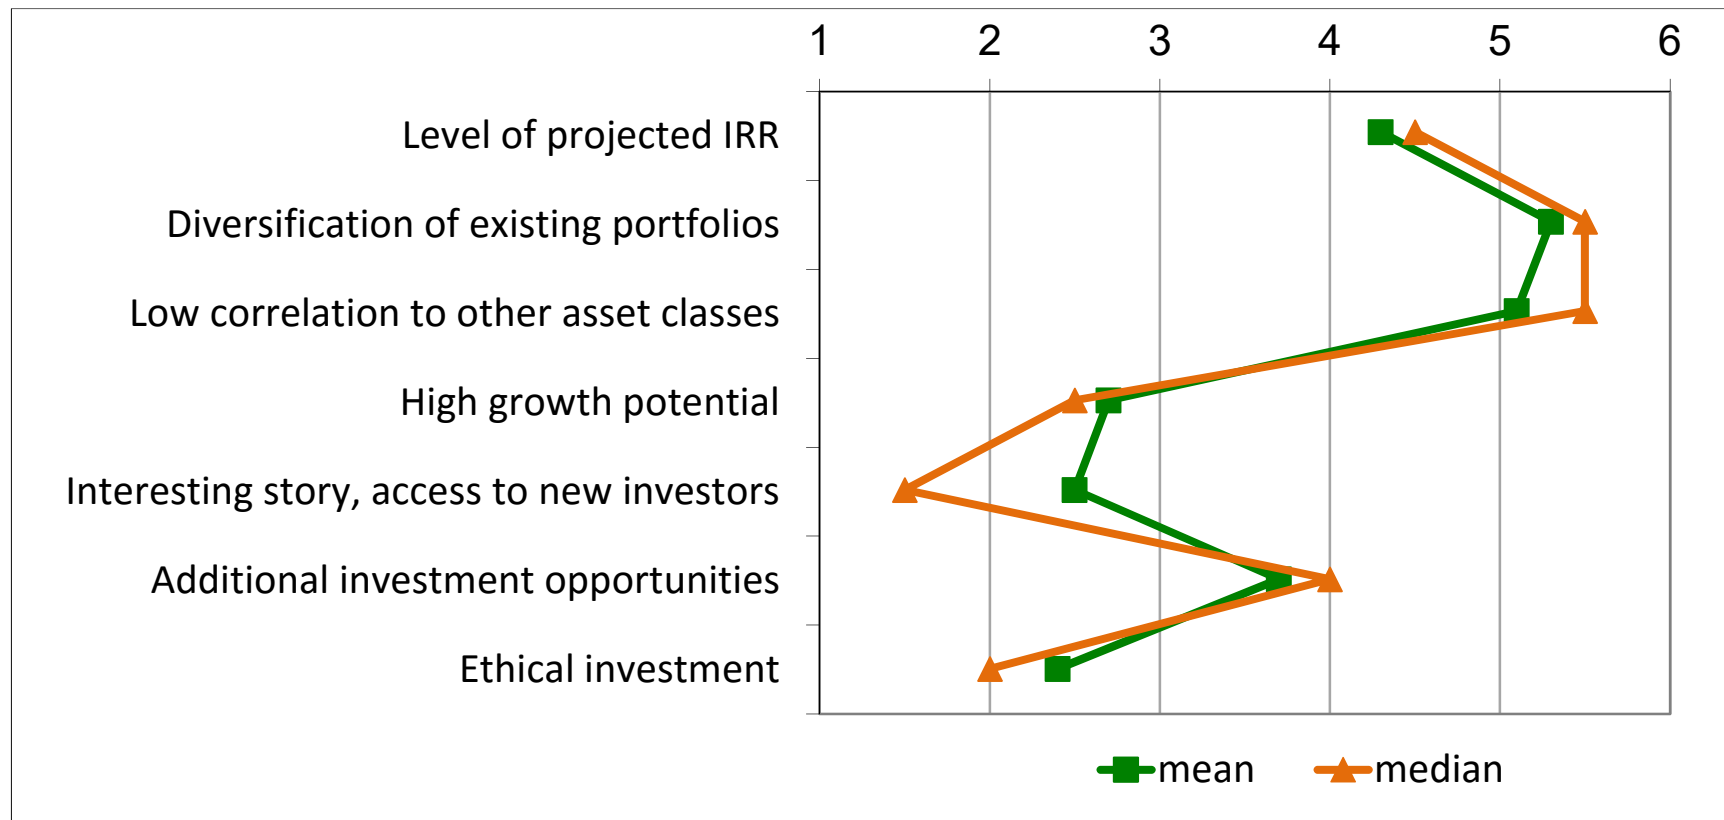 1 2 3 4 5 6
Level of projected IRR
Diversification of existing portfolios
Low correlation to other asset classes
High growth potential
Interesting story, access to new investors
Additional investment opportunities
Ethical investment
mean median